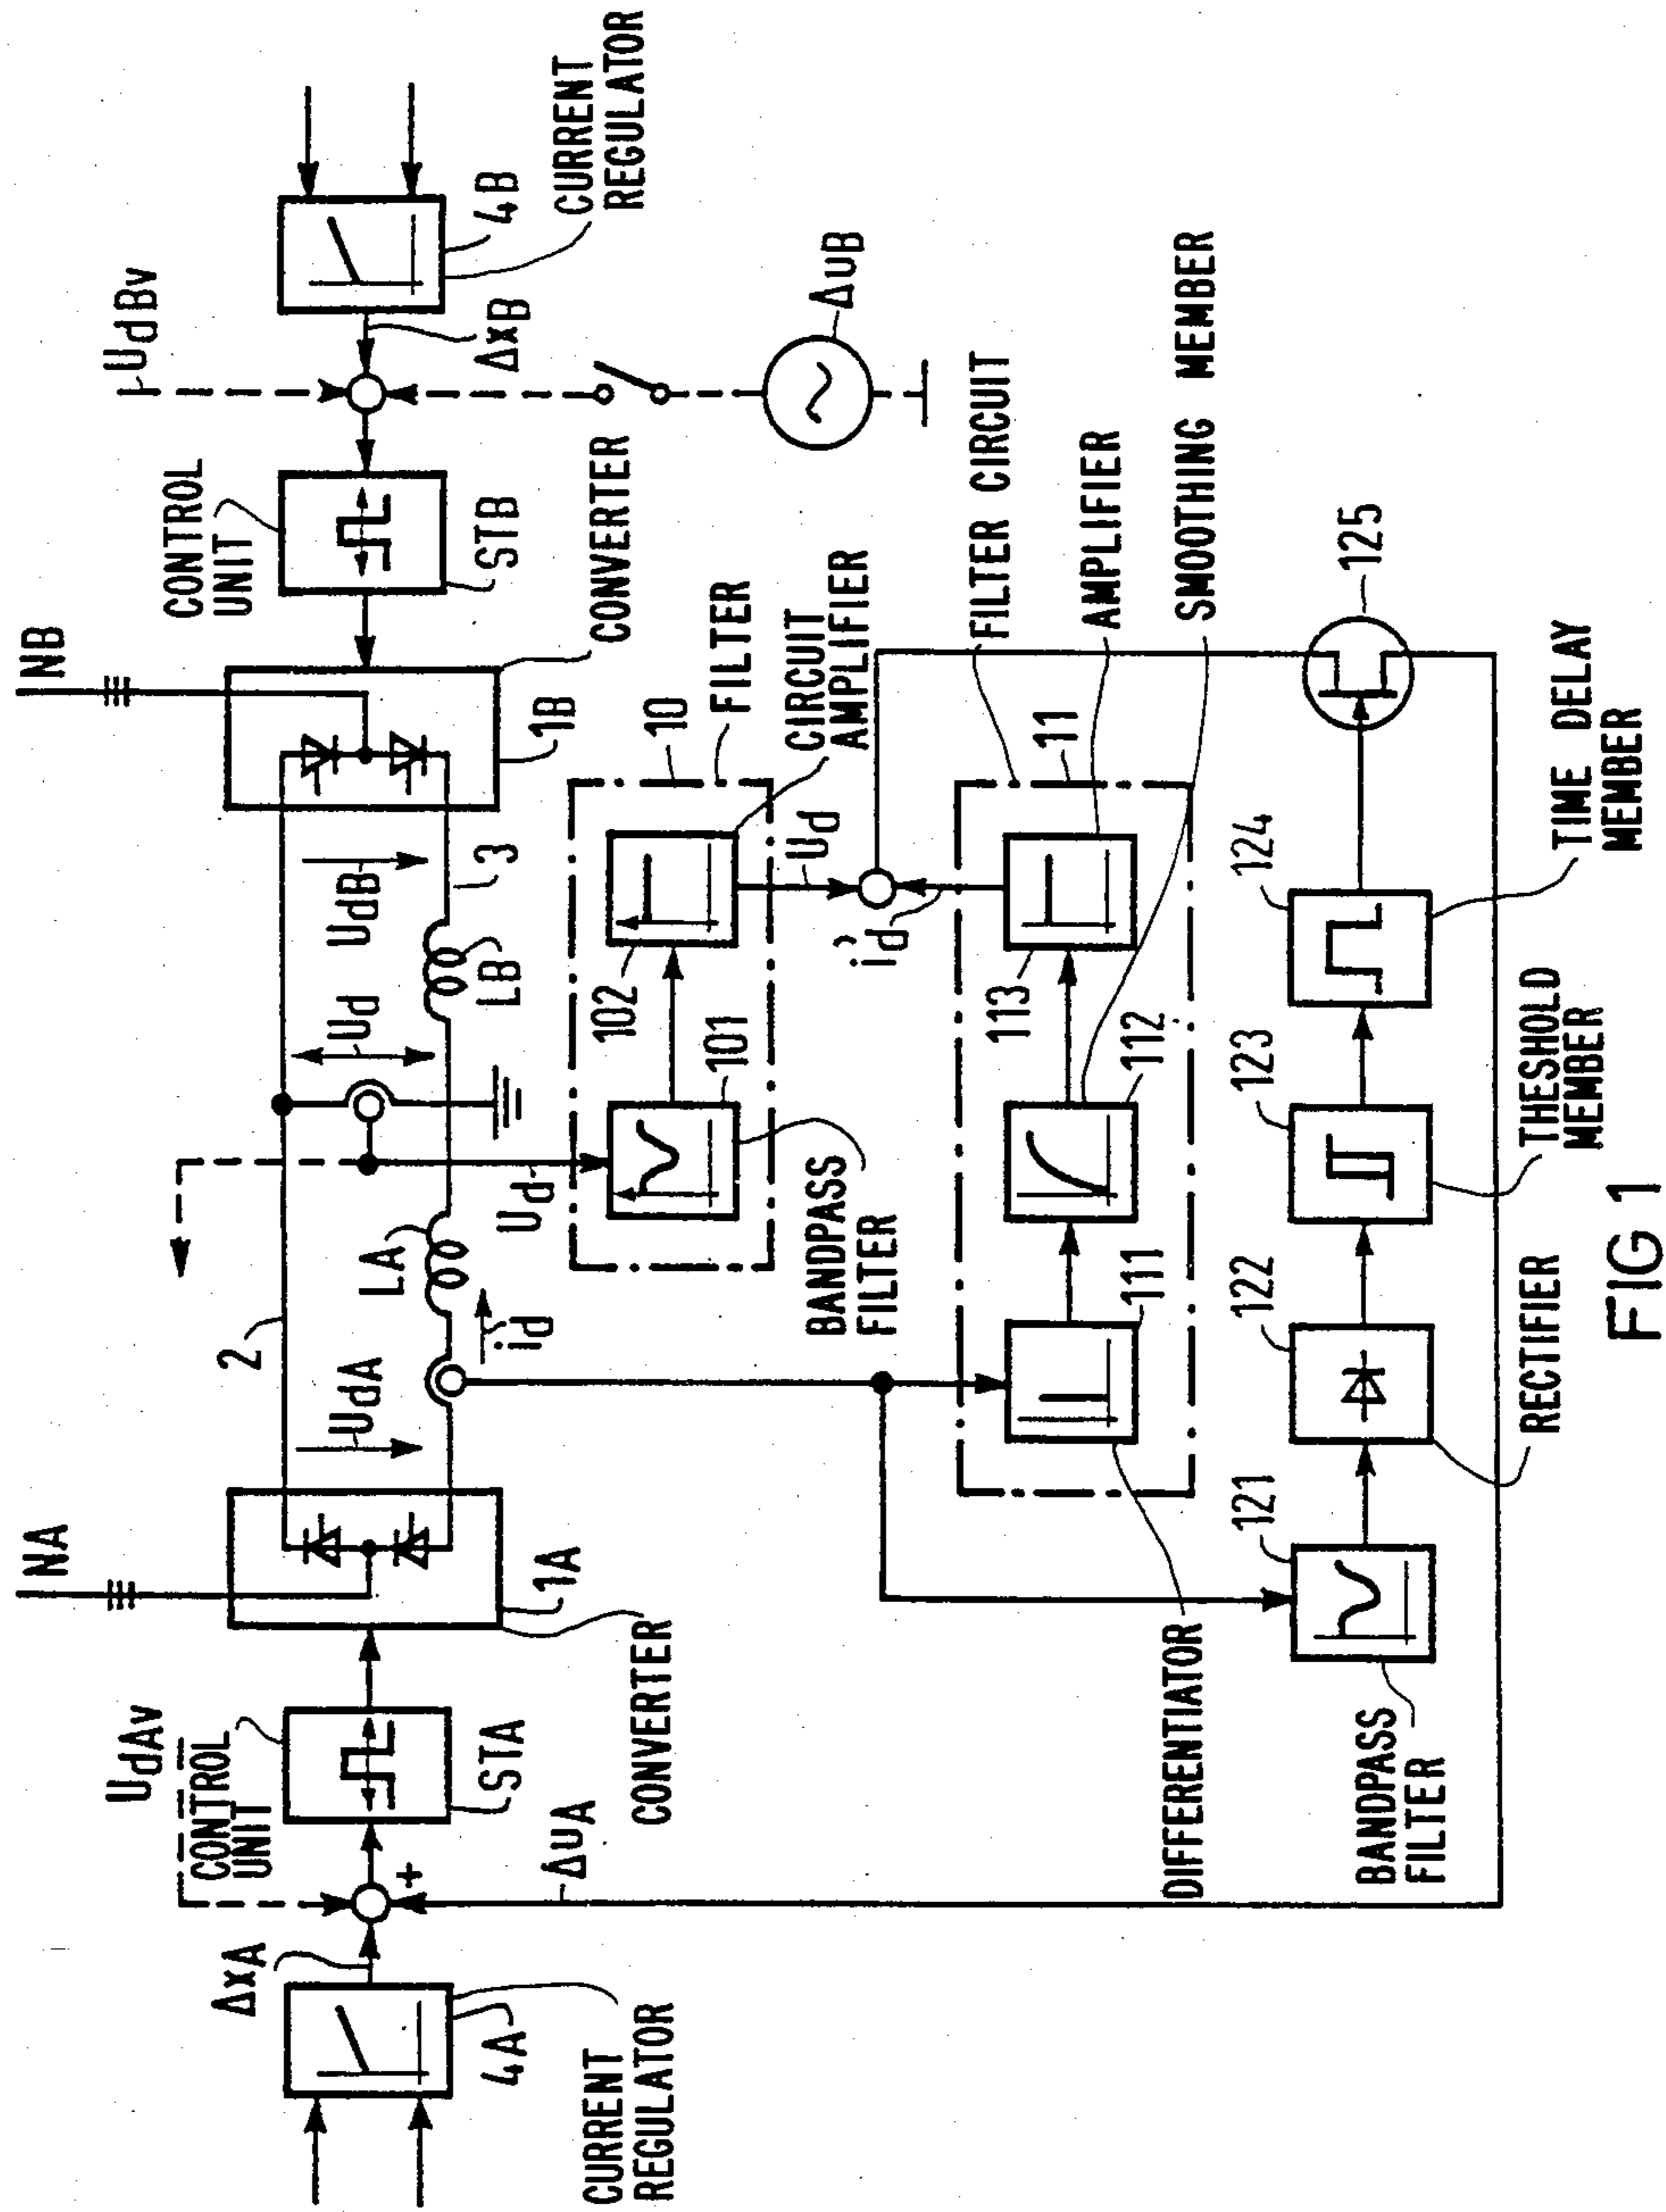 NA
NB
UdAv
CONTROL
UNIT
ΔxA
4A
CURRENT
REGULATOR
+
ΔuA
STA
CONVERTER
1A
2
UdA
id
LA
Ud
UdB
LB
3
1B
CONVERTER
CONTROL
UNIT
STB
UdBv
ΔxB
4B
CURRENT
REGULATOR
ΔuB
Ud
BANDPASS
FILTER
101
102
10
FILTER
CIRCUIT
AMPLIFIER
Ud
i'd
DIFFERENTIATOR
111
112
113
11
FILTER CIRCUIT
AMPLIFIER
SMOOTHING MEMBER
BANDPASS
FILTER
121
122
RECTIFIER
123
THESHOLD
MEMBER
124
TIME DELAY
MEMBER
125
FIG 1